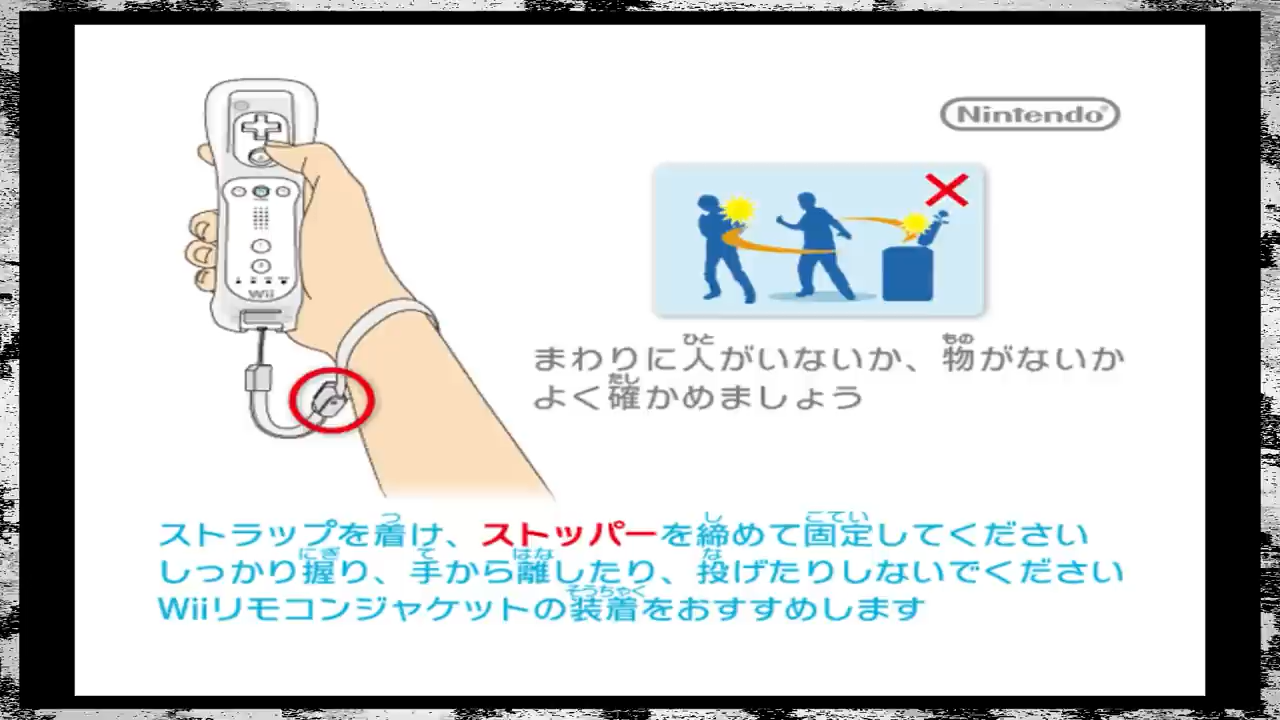 Nintendo®
まわりに人がいないか、物がないか
よく確かめましょう
ストラップを着け、ストッパーを締めて固定してください
しっかり握り、手から離したり、投げたりしないでください
Wiiリモコンジャケットの装着をおすすめします
Wii